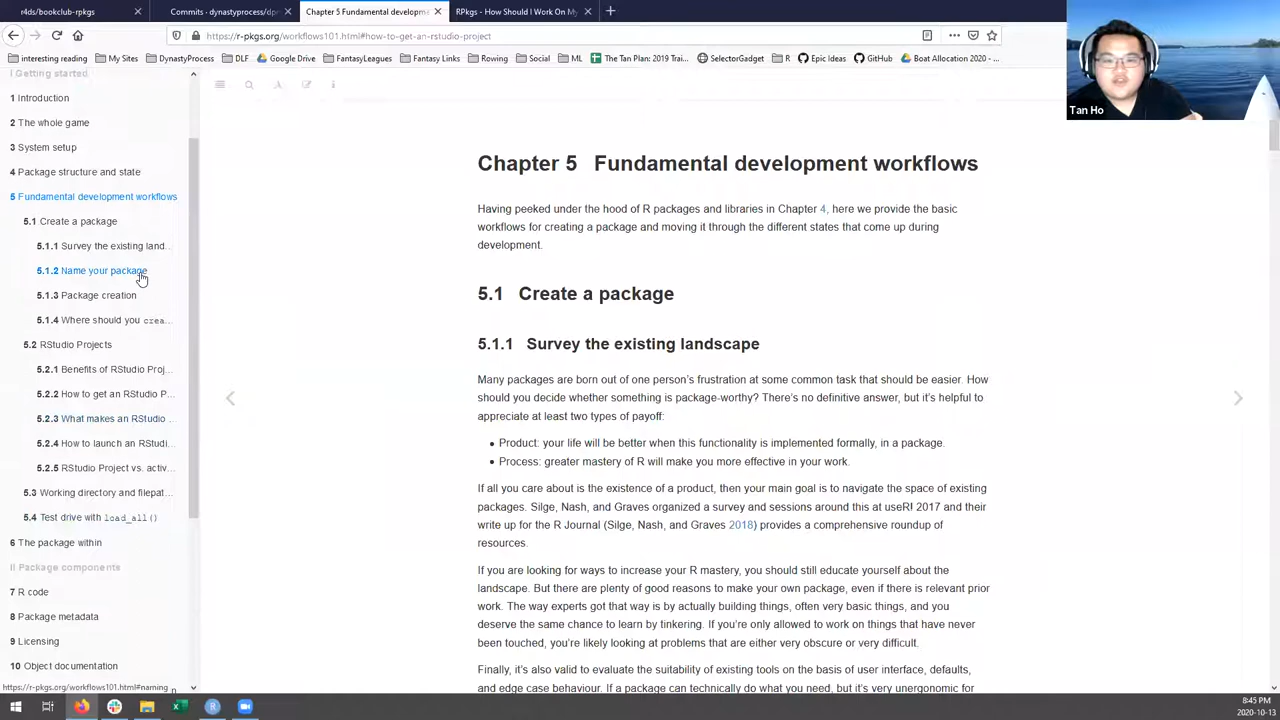 r4ds/bookclub-rpkgs
Commits · dynastyprocess/dpr
Chapter 5 Fundamental developm
RPkgs - How Should I Work On My
https://r-pkgs.org/workflows101.html#how-to-get-an-rstudio-project
interesting reading
My Sites
DynastyProcess
DLF
Google Drive
FantasyLeagues
Fantasy Links
Rowing
Social
ML
The Tan Plan: 2019 Trai...
SelectorGadget
R
Epic Ideas
GitHub
Boat Allocation 2020 -...
Tan Ho
I Getting started
1 Introduction
2 The whole game
3 System setup
4 Package structure and state
5 Fundamental development workflows
5.1 Create a package
5.1.1 Survey the existing land...
5.1.2 Name your package
5.1.3 Package creation
5.1.4 Where should you crea...
5.2 RStudio Projects
5.2.1 Benefits of RStudio Proj...
5.2.2 How to get an RStudio P...
5.2.3 What makes an RStudio ...
5.2.4 How to launch an RStudi...
5.2.5 RStudio Project vs. activ...
5.3 Working directory and filepat...
5.4 Test drive with load_all()
6 The package within
II Package components
7 R code
8 Package metadata
9 Licensing
10 Object documentation
https://r-pkgs.org/workflows101.html#naming
Chapter 5 Fundamental development workflows
Having peeked under the hood of R packages and libraries in Chapter 4, here we provide the basic
workflows for creating a package and moving it through the different states that come up during
development.
5.1 Create a package
5.1.1 Survey the existing landscape
Many packages are born out of one person's frustration at some common task that should be easier. How
should you decide whether something is package-worthy? There's no definitive answer, but it's helpful to
appreciate at least two types of payoff:
• Product: your life will be better when this functionality is implemented formally, in a package.
• Process: greater mastery of R will make you more effective in your work.
If all you care about is the existence of a product, then your main goal is to navigate the space of existing
packages. Silge, Nash, and Graves organized a survey and sessions around this at useR! 2017 and their
write up for the R Journal (Silge, Nash, and Graves 2018) provides a comprehensive roundup of
resources.
If you are looking for ways to increase your R mastery, you should still educate yourself about the
landscape. But there are plenty of good reasons to make your own package, even if there is relevant prior
work. The way experts got that way is by actually building things, often very basic things, and you
deserve the same chance to learn by tinkering. If you're only allowed to work on things that have never
been touched, you're likely looking at problems that are either very obscure or very difficult.
Finally, it's also valid to evaluate the suitability of existing tools on the basis of user interface, defaults,
and edge case behaviour. If a package can technically do what you need, but it's very unergonomic for
8:45 PM
2020-10-13